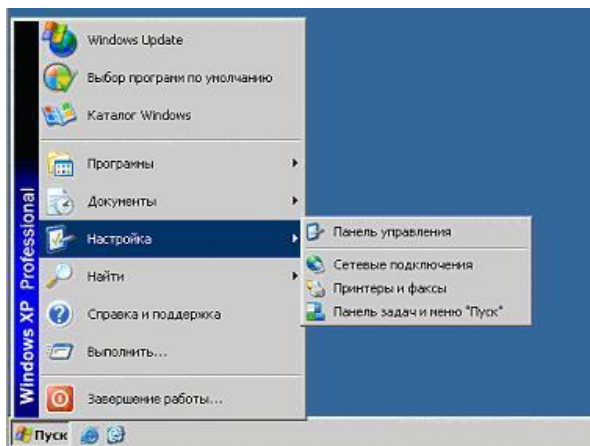 Windows Update
Выбор программ по умолчанию
Каталог Windows
Программы
Документы
Настройка
Найти
Справка и поддержка
Выполнить...
Завершение работы...
Панель управления
Сетевые подключения
Принтеры и факсы
Панель задач и меню "Пуск"
Windows XP Professional
Пуск